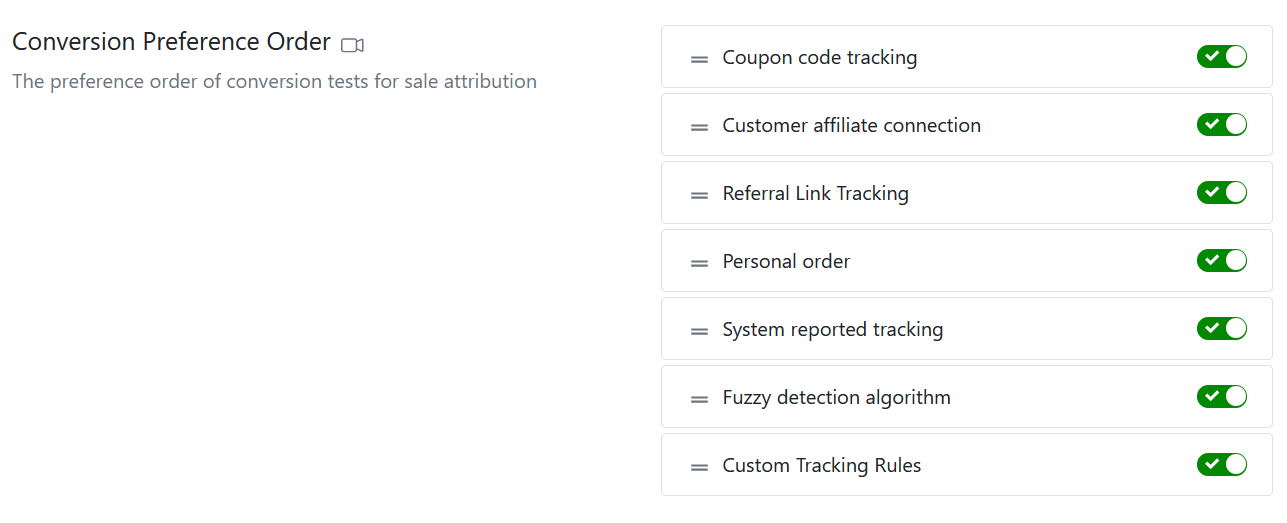 Conversion Preference Order
The preference order of conversion tests for sale attribution
Coupon code tracking
Customer affiliate connection
Referral Link Tracking
Personal order
System reported tracking
Fuzzy detection algorithm
Custom Tracking Rules